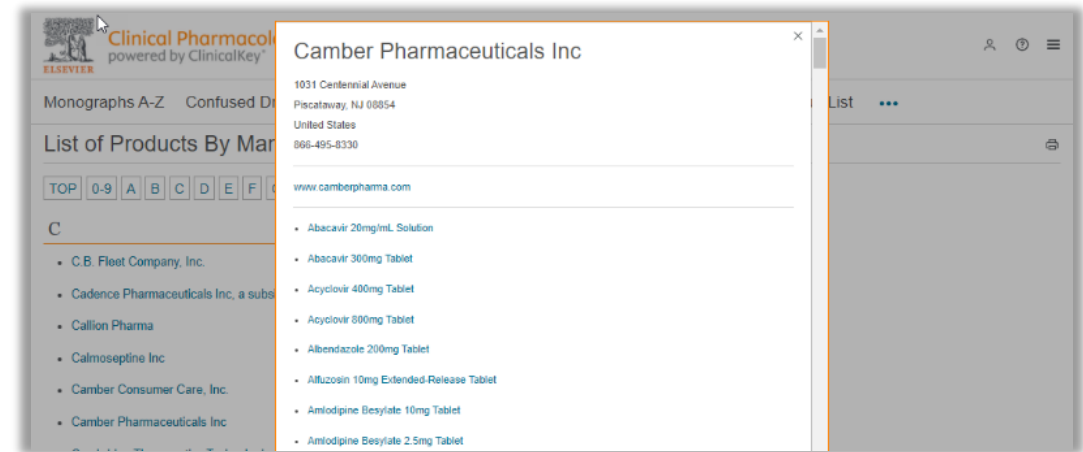 ELSEVIER
Clinical Pharmacol
powered by ClinicalKey®
Monographs A-Z Confused Dr List •••
List of Products By Man
TOP 0-9 A B C D E F
C
• C.B. Fleet Company, Inc.
• Cadence Pharmaceuticals Inc, a subsi
• Callion Pharma
• Calmoseptine Inc
• Camber Consumer Care, Inc.
• Camber Pharmaceuticals Inc
Camber Pharmaceuticals Inc
1031 Centennial Avenue
Piscataway, NJ 08854
United States
866-495-8330
www.camberpharma.com
• Abacavir 20mg/mL Solution
• Abacavir 300mg Tablet
• Acyclovir 400mg Tablet
• Acyclovir 800mg Tablet
• Albendazole 200mg Tablet
• Alfuzosin 10mg Extended-Release Tablet
• Amlodipine Besylate 10mg Tablet
• Amlodipine Besylate 2.5mg Tablet